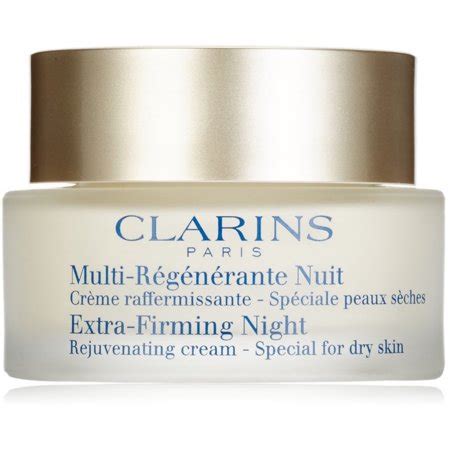 CLARINS
PARIS
Multi-Régénérante Nuit
Crème raffermissante - Spéciale peaux sèches
Extra-Firming Night
Rejuvenating cream - Special for dry skin